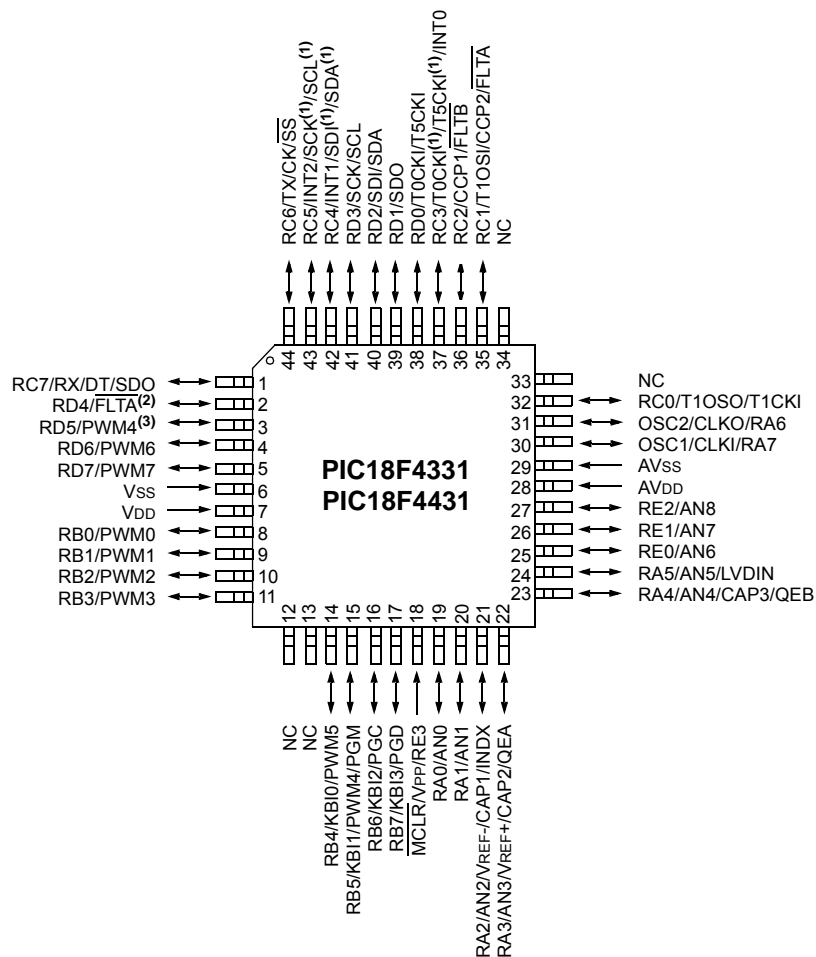 RC6/TX/CK/SS
RC5/INT2/SCK(1)/SCL(1)
RC4/INT1/SDI(1)/SDA(1)
RD3/SCK/SCL
RD2/SDI/SDA
RD1/SDO
RD0/T0CKI/T5CKI
RC3/T0CKI(1)/T5CKI(1)/INT0
RC2/CCP1/FLTB
RC1/T1OSI/CCP2/FLTA
NC
44
43
42
41
40
39
38
37
36
35
34
RC7/RX/DT/SDO 1
RD4/FLTA(2) 2
RD5/PWM4(3) 3
RD6/PWM6 4
RD7/PWM7 5
VSS 6
VDD 7
RB0/PWM0 8
RB1/PWM1 9
RB2/PWM2 10
RB3/PWM3 11
PIC18F4331
PIC18F4431
33 NC
32 RC0/T1OSO/T1CKI
31 OSC2/CLKO/RA6
30 OSC1/CLKI/RA7
29 AVSS
28 AVDD
27 RE2/AN8
26 RE1/AN7
25 RE0/AN6
24 RA5/AN5/LVDIN
23 RA4/AN4/CAP3/QEB
12
13
14
15
16
17
18
19
20
21
22
NC
NC
RB4/KBI0/PWM5
RB5/KBI1/PWM4/PGM
RB6/KBI2/PGC
RB7/KBI3/PGD
MCLR/VPP/RE3
RA0/AN0
RA1/AN1
RA2/AN2/VREF-/CAP1/INDX
RA3/AN3/VREF+/CAP2/QEA